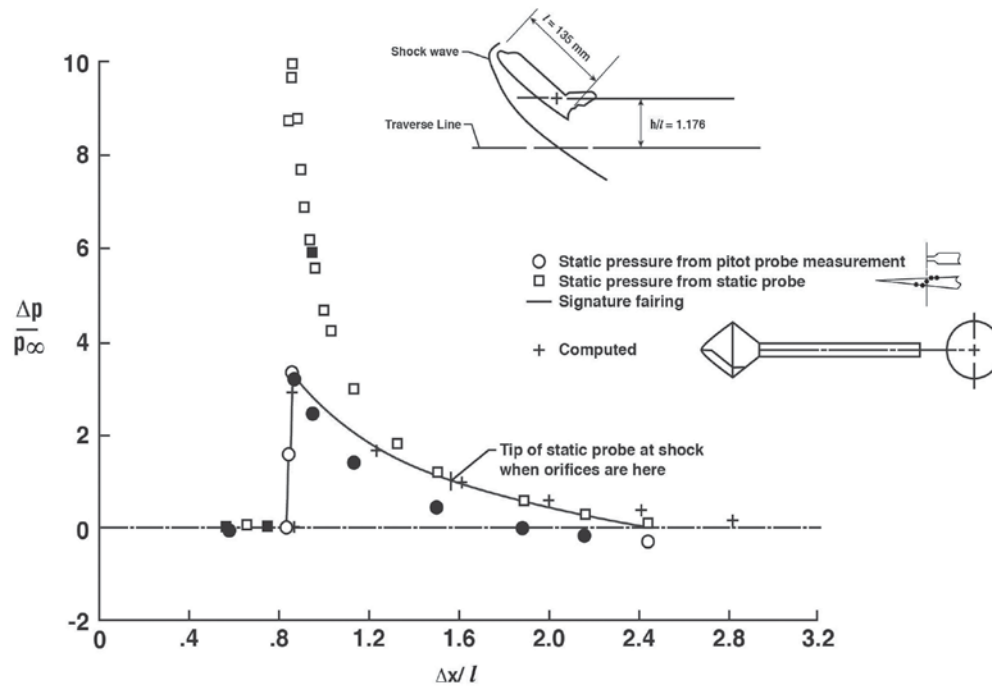 l = 135 mm
Shock wave
Traverse Line
h/l = 1.176
10
8
6
4
2
0
-2
Δp
p∞
Static pressure from pitot probe measurement
Static pressure from static probe
Signature fairing
Computed
Tip of static probe at shock
when orifices are here
0 .4 .8 1.2 1.6 2.0 2.4 2.8 3.2
Δx/l